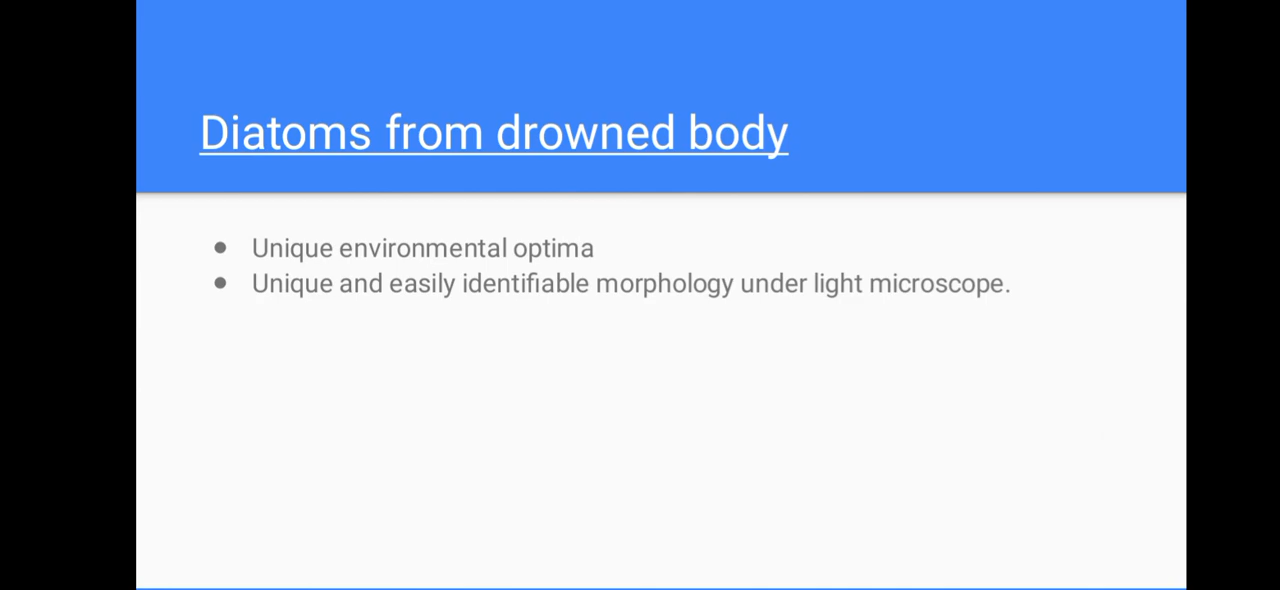 Diatoms from drowned body
● Unique environmental optima
● Unique and easily identifiable morphology under light microscope.